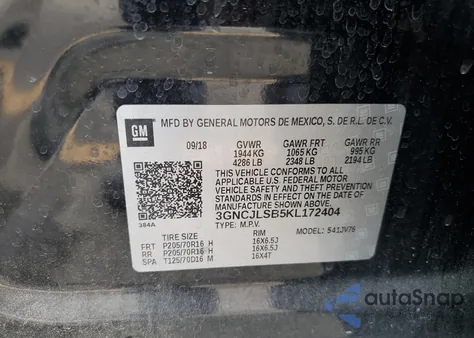 MFD BY GENERAL MOTORS DE MEXICO, S. DE R.L. DE C.V.
GM
09/18 GVWR GAWR FRT GAWR RR
1944 KG 1065 KG 995 KG
4286 LB 2348 LB 2194 LB
THIS VEHICLE CONFORMS TO ALL
APPLICABLE U.S. FEDERAL MOTOR
VEHICLE SAFETY STANDARDS IN
EFFECT ON THE DATE OF
MANUFACTURE SHOWN ABOVE.
3GNCJLSB5KL172404
384A TYPE: M.P.V. MODEL: 541JV76
TIRE SIZE RIM
FRT P205/70R16 H 16X6.5J
RR P205/70R16 H 16X6.5J
SPA T125/70D16 M 16X4T
autoSnap